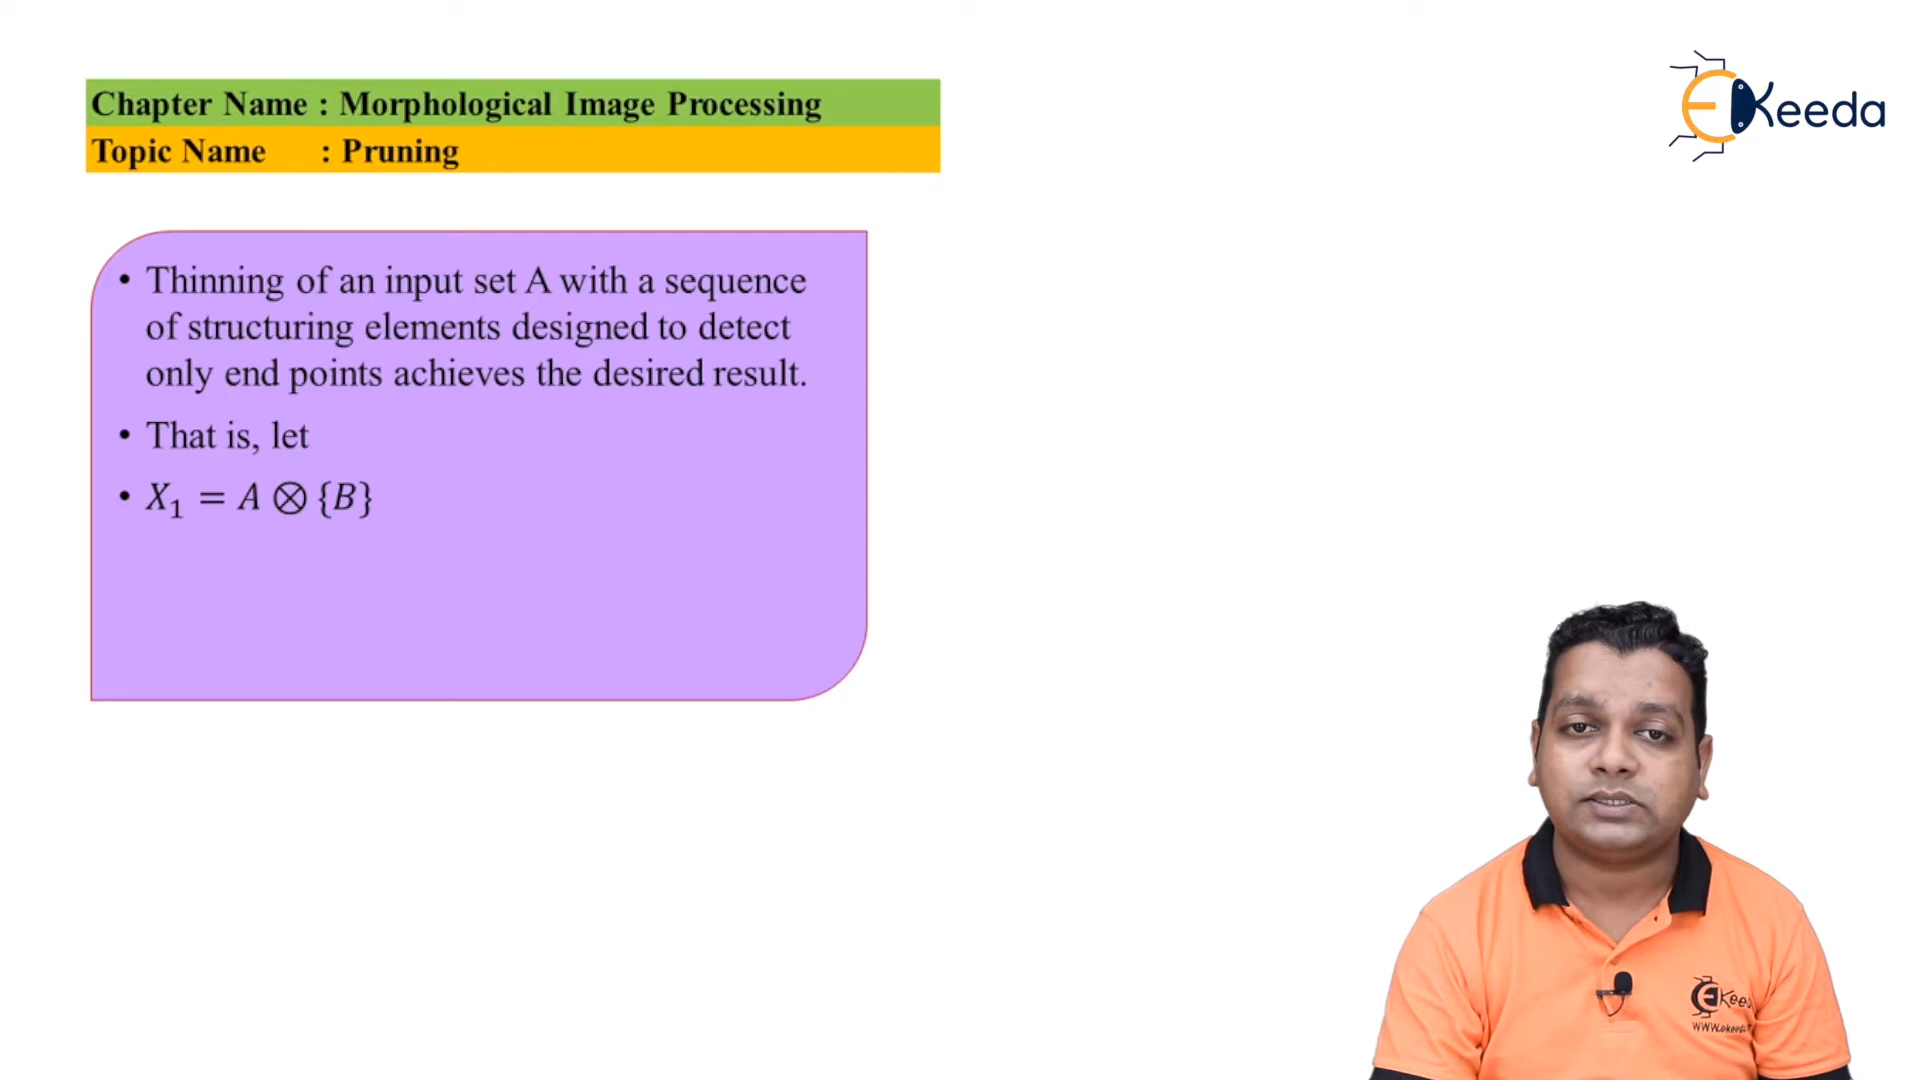 Chapter Name : Morphological Image Processing
Topic Name : Pruning
EKeeda
• Thinning of an input set A with a sequence
of structuring elements designed to detect
only end points achieves the desired result.
• That is, let
• X₁ = A ⊗ {B}